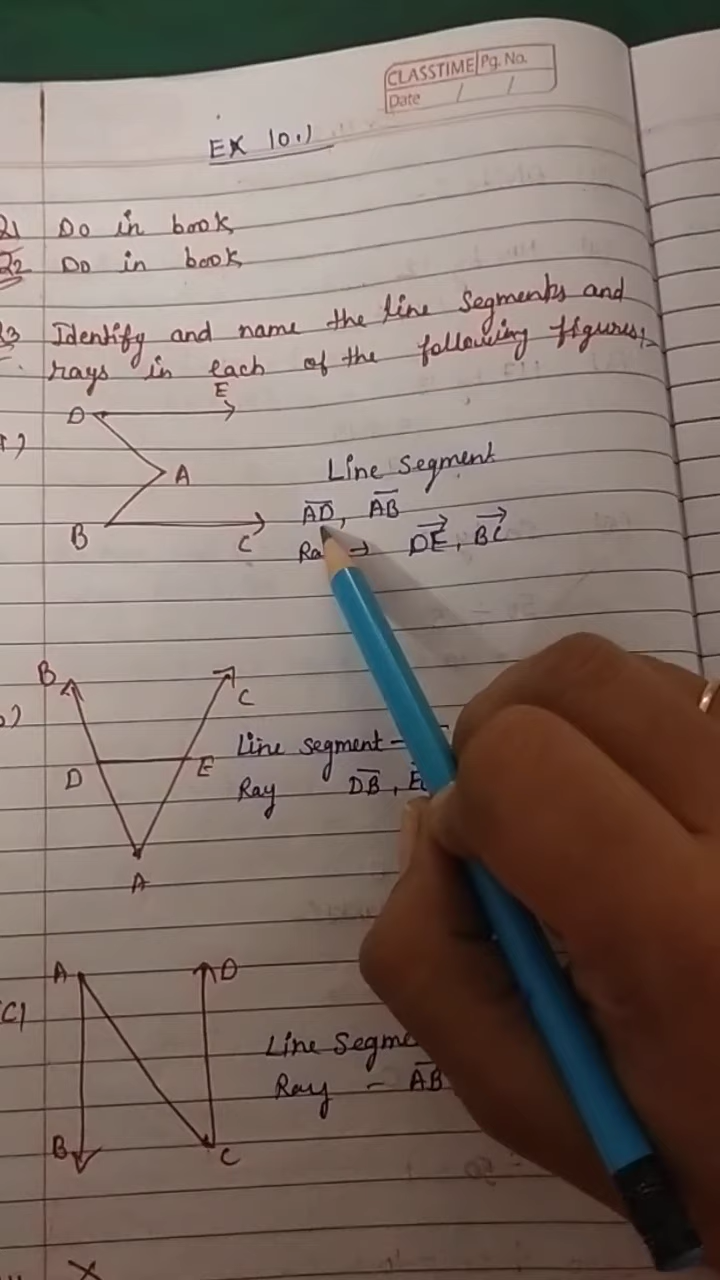 CLASSTIME Pg. No.
Date / /
EX 10.1
Q1 Do in book
Q2 Do in book
Q3 Identify and name the line segments and
rays in each of the following figures:-
D E
A
B C
Line segment
AD, AB
Ray → DE, BC
b)
B C
D E
A
Line segment -
Ray DB,
C)
A D
B C
Line Segme
Ray - AB